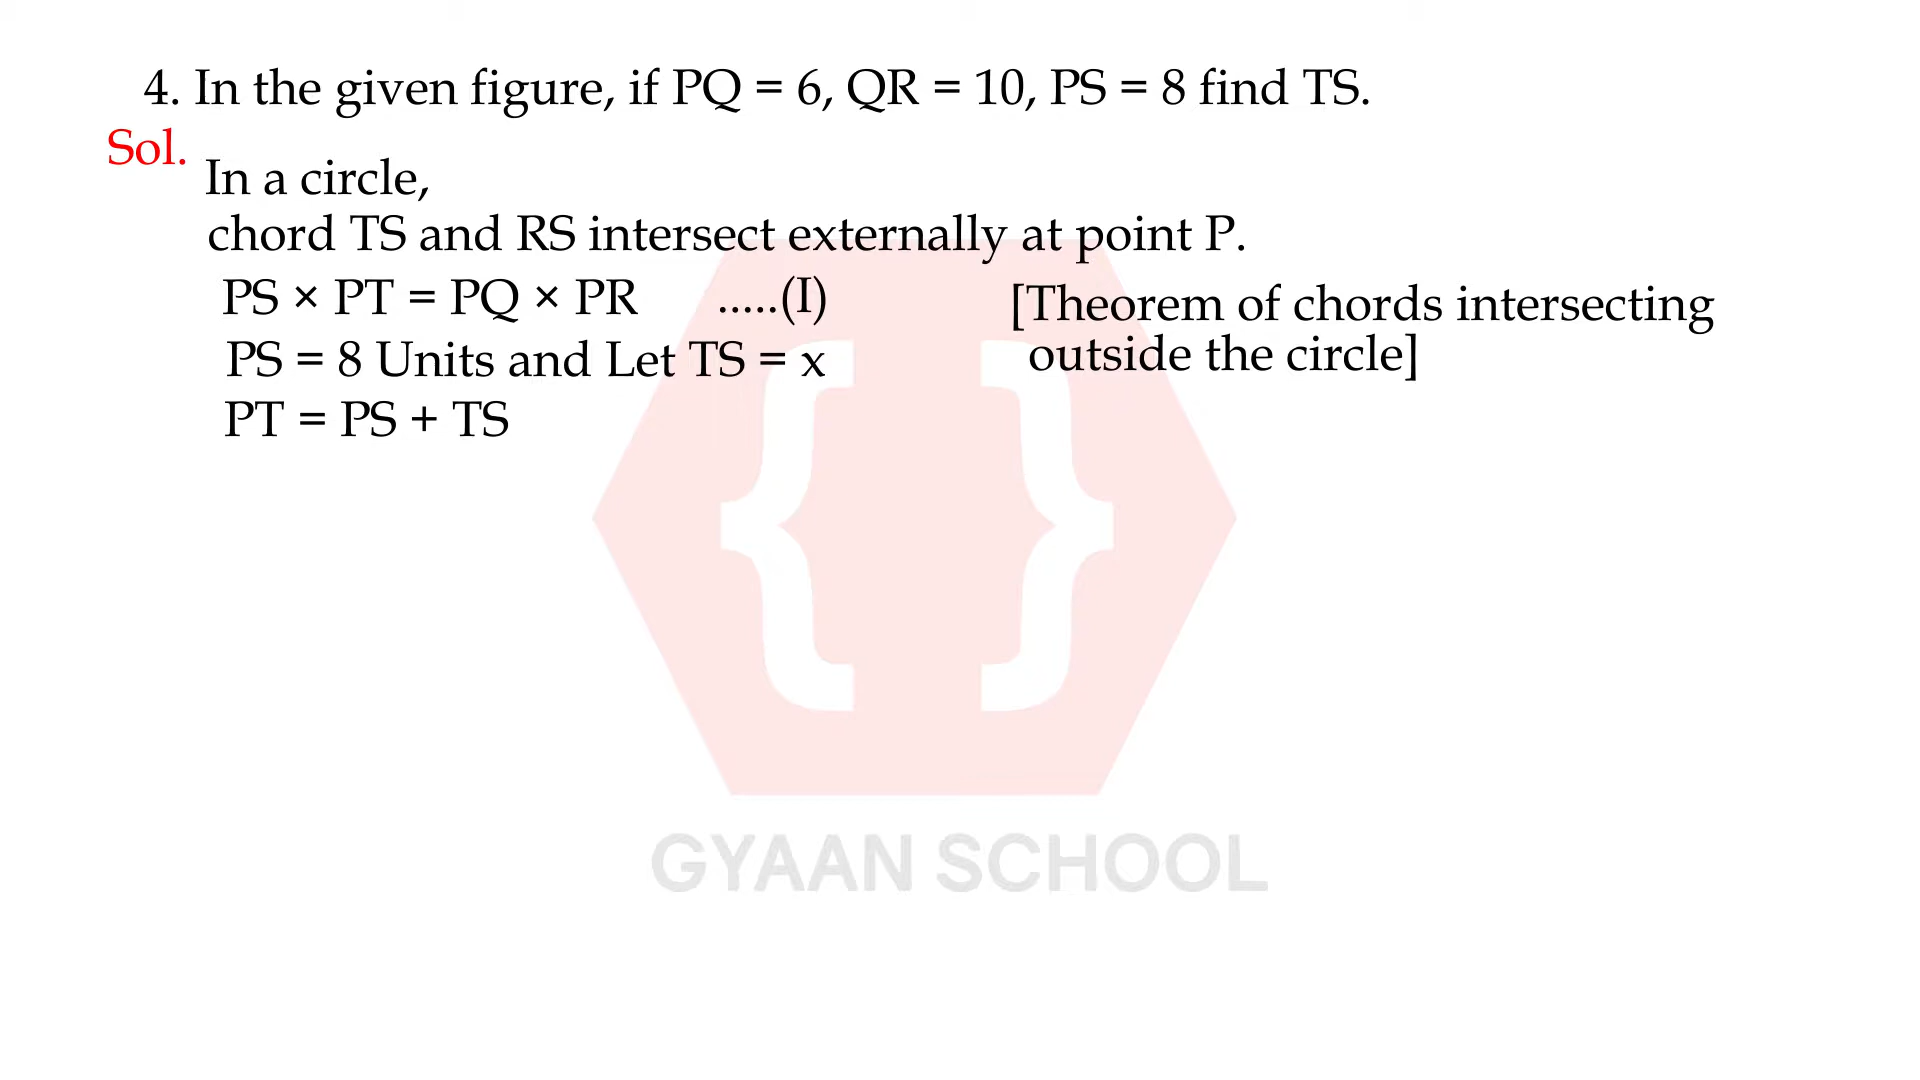 4. In the given figure, if PQ = 6, QR = 10, PS = 8 find TS.
Sol.
In a circle,
chord TS and RS intersect externally at point P.
PS × PT = PQ × PR .....(I) [Theorem of chords intersecting
outside the circle]
PS = 8 Units and Let TS = x
PT = PS + TS
GYAAN SCHOOL